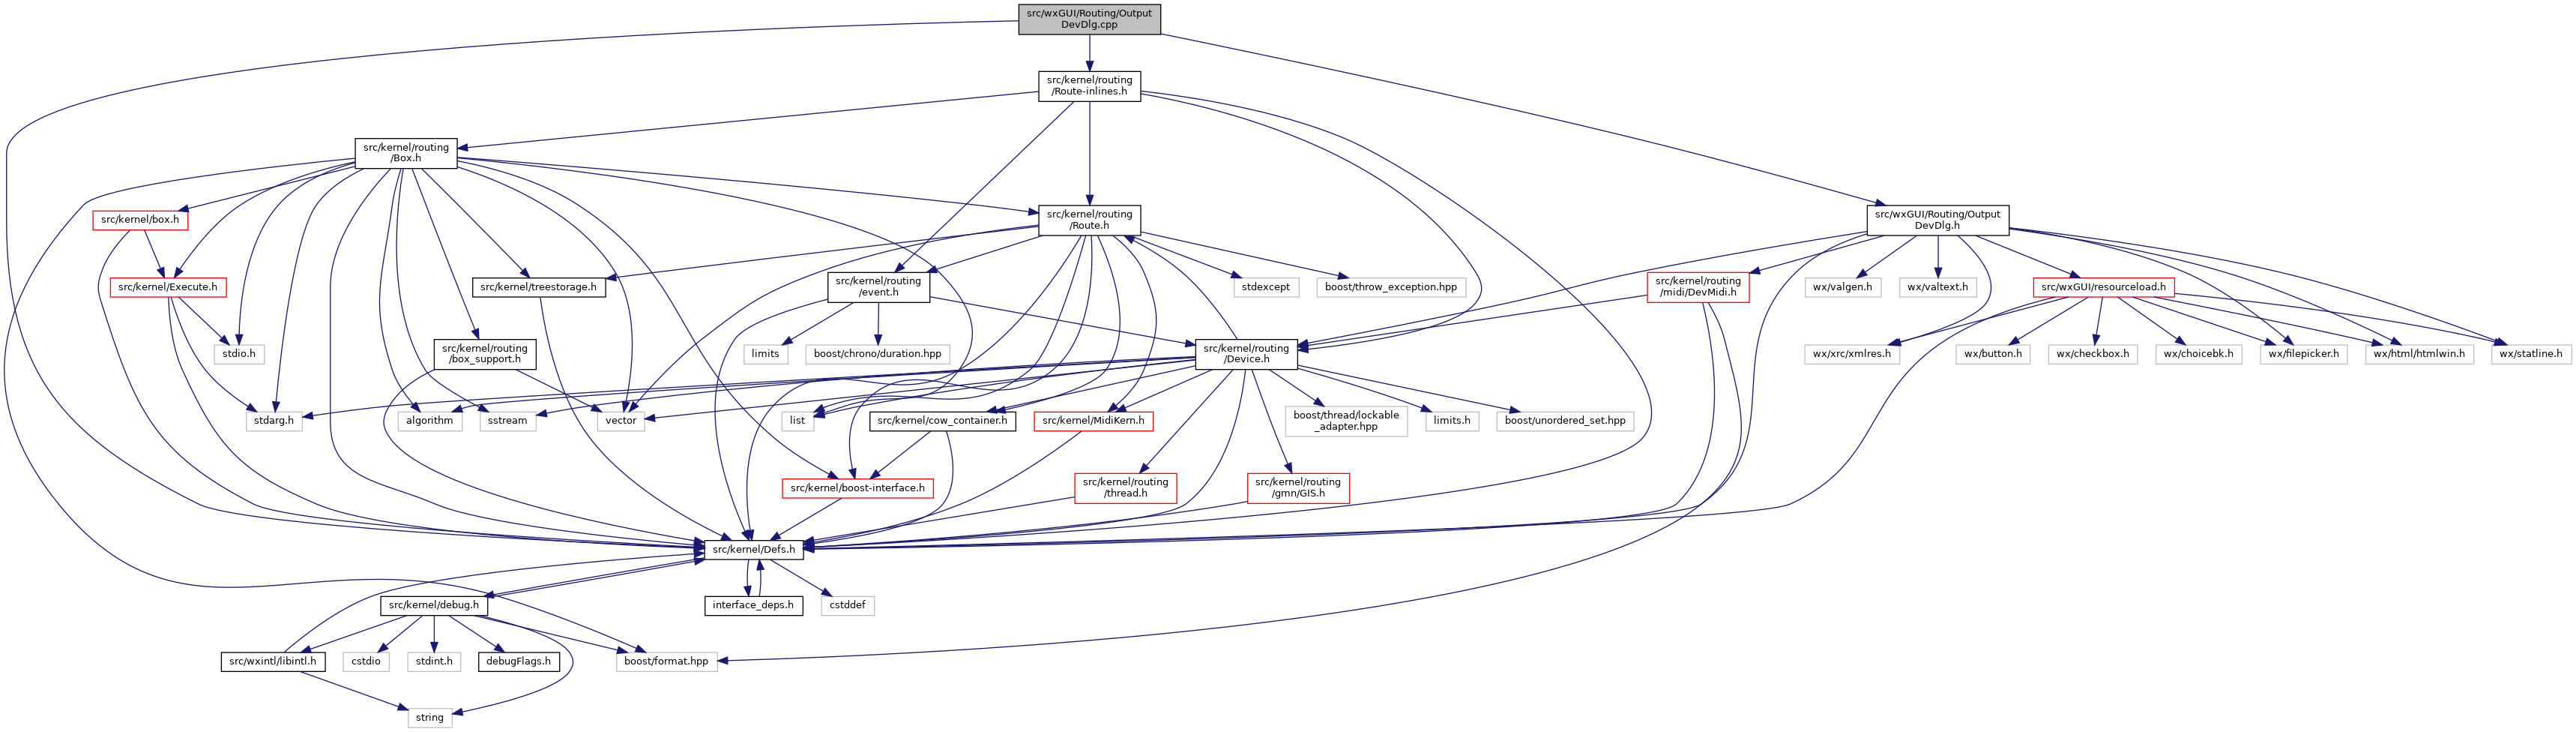 src/wxGUI/Routing/Output
DevDlg.cpp
src/kernel/routing
/Route-inlines.h
src/kernel/routing
/Box.h
src/kernel/box.h
src/kernel/routing
/Route.h
src/wxGUI/Routing/Output
DevDlg.h
src/kernel/Execute.h
src/kernel/treestorage.h
src/kernel/routing
/event.h
stdexcept
boost/throw_exception.hpp
src/kernel/routing
/midi/DevMidi.h
wx/valgen.h
wx/valtext.h
src/wxGUI/resourceload.h
stdio.h
src/kernel/routing
/box_support.h
limits
boost/chrono/duration.hpp
src/kernel/routing
/Device.h
wx/xrc/xmlres.h
wx/button.h
wx/checkbox.h
wx/choicebk.h
wx/filepicker.h
wx/html/htmlwin.h
wx/statline.h
stdarg.h
algorithm
sstream
vector
list
src/kernel/cow_container.h
src/kernel/MidiKern.h
boost/thread/lockable
_adapter.hpp
limits.h
boost/unordered_set.hpp
src/kernel/boost-interface.h
src/kernel/routing
/thread.h
src/kernel/routing
/gmn/GIS.h
src/kernel/Defs.h
src/kernel/debug.h
interface_deps.h
cstddef
src/wxintl/libintl.h
cstdio
stdint.h
debugFlags.h
boost/format.hpp
string